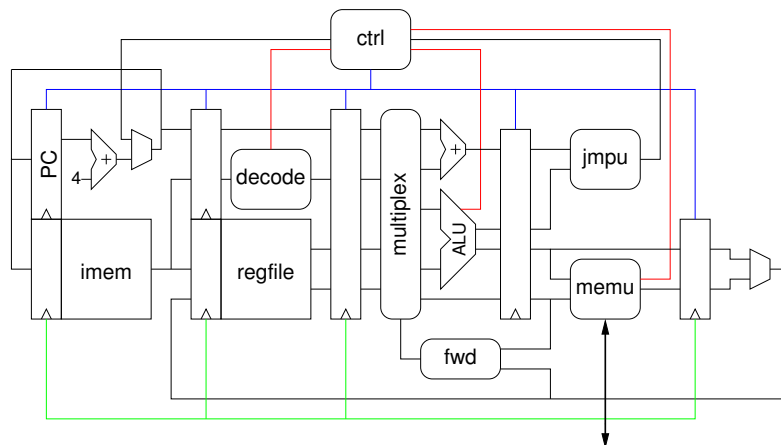 ctrl
PC
4
+
decode
multiplex
+
ALU
jmpu
imem
regfile
memu
fwd